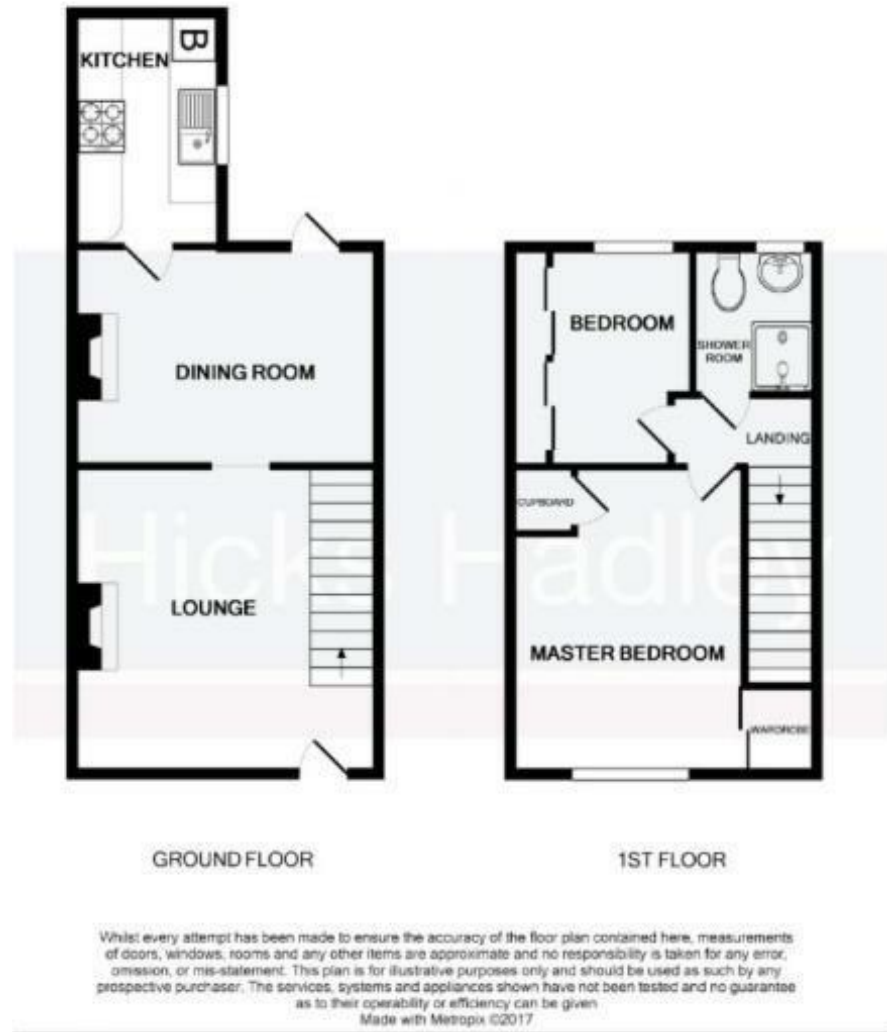 KITCHEN
B
DINING ROOM
LOUNGE
BEDROOM
SHOWER
ROOM
LANDING
CUPBOARD
MASTER BEDROOM
WARDROBE
Hicks Hadley
GROUND FLOOR
1ST FLOOR
Whilst every attempt has been made to ensure the accuracy of the floor plan contained here, measurements
of doors, windows, rooms and any other items are approximate and no responsibility is taken for any error,
omission, or mis-statement. This plan is for illustrative purposes only and should be used as such by any
prospective purchaser. The services, systems and appliances shown have not been tested and no guarantee
as to their operability or efficiency can be given
Made with Metropix ©2017